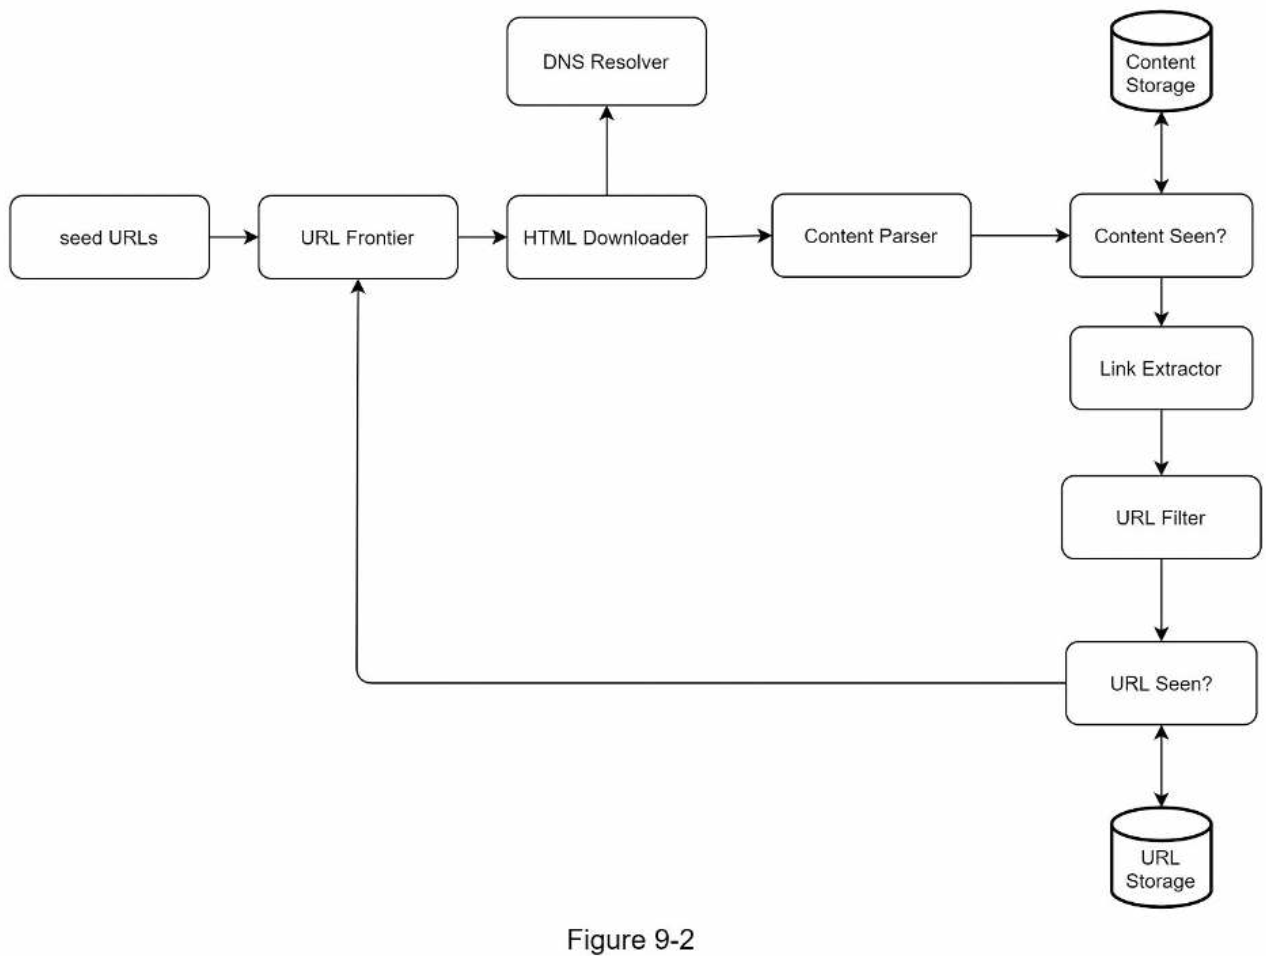 DNS Resolver
Content
Storage
seed URLs
URL Frontier
HTML Downloader
Content Parser
Content Seen?
Link Extractor
URL Filter
URL Seen?
URL
Storage
Figure 9-2